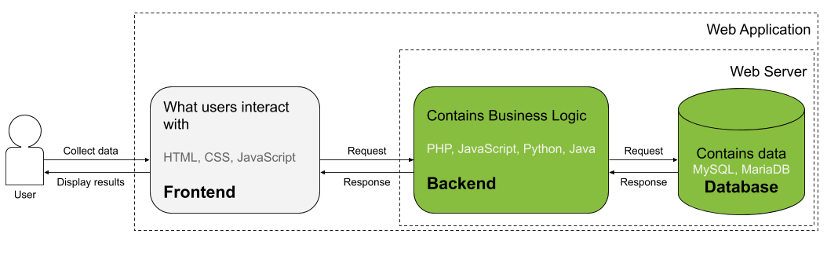 Web Application
Web Server
What users interact
with
HTML, CSS, JavaScript
Frontend
Contains Business Logic
PHP, JavaScript, Python, Java
Backend
Contains data
MySQL, MariaDB
Database
Collect data
Display results
User
Request
Response
Request
Response